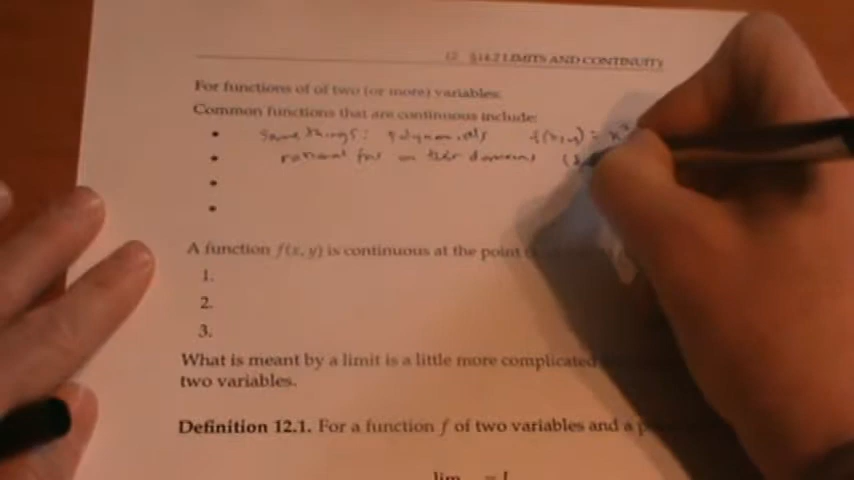 12 §14.2 LIMITS AND CONTINUITY
For functions of of two (or more) variables:
Common functions that are continuous include:
• same things: polynomials f(x,y) = x²
• rational fns on their domains (
•
•
A function f(x, y) is continuous at the point
1.
2.
3.
What is meant by a limit is a little more complicated
two variables.
Definition 12.1. For a function f of two variables and a
lim = L